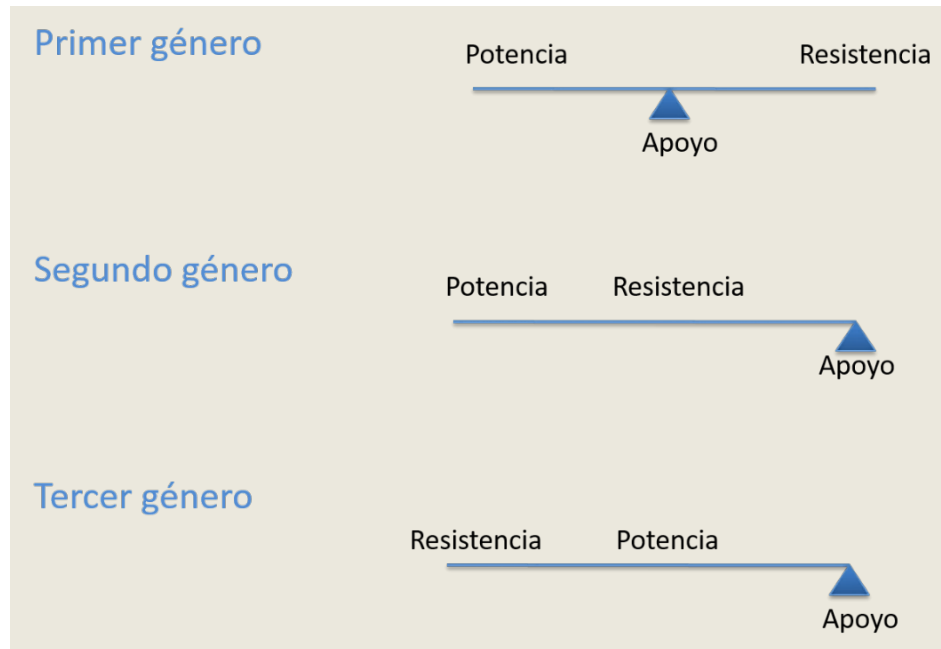 Primer género
Potencia Resistencia
Apoyo
Segundo género
Potencia Resistencia
Apoyo
Tercer género
Resistencia Potencia
Apoyo